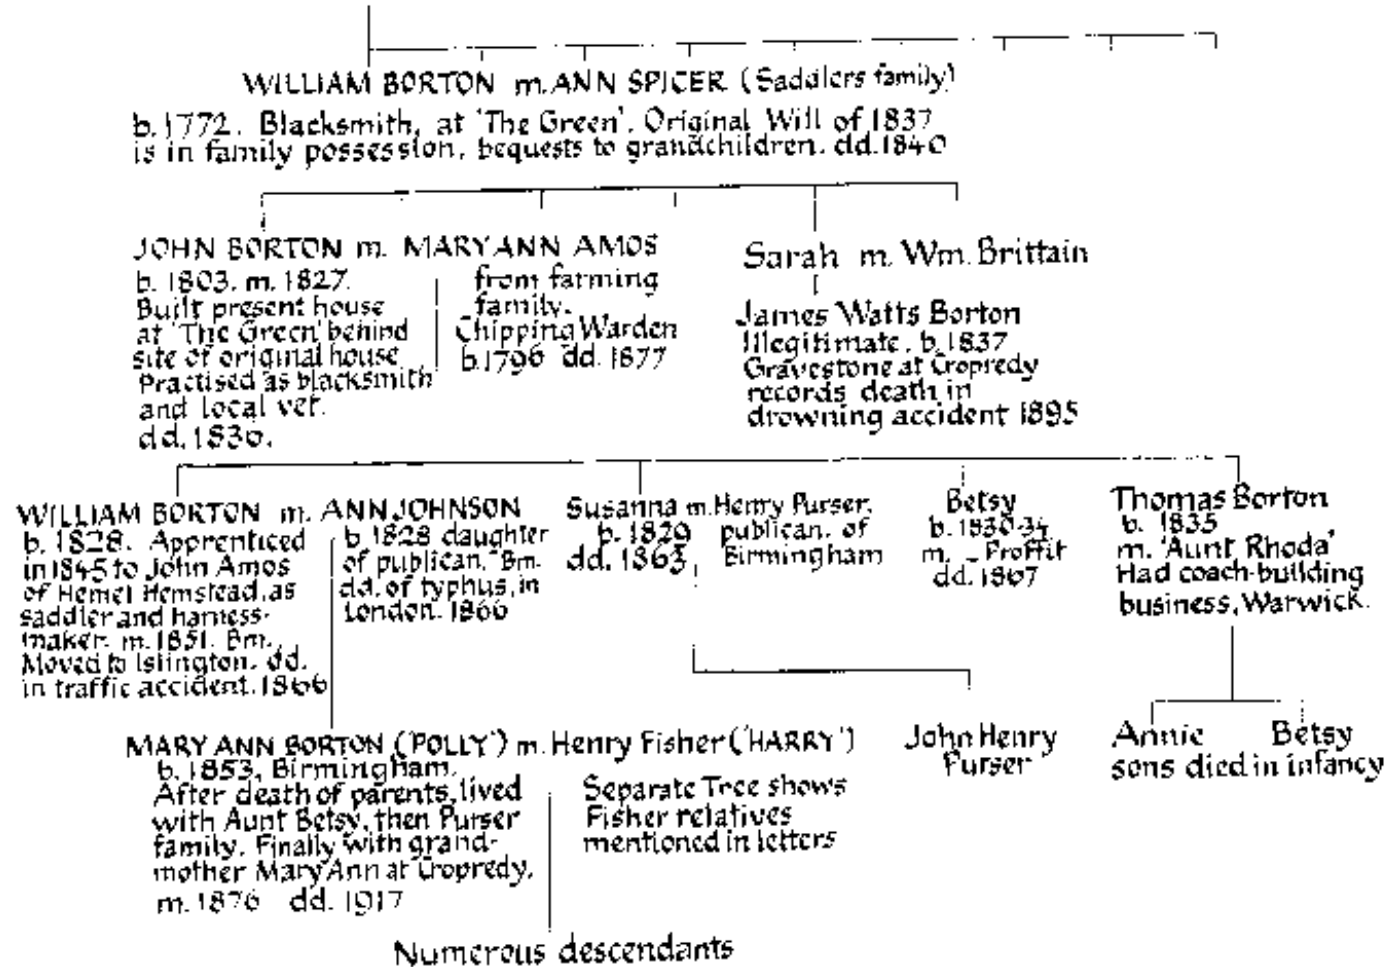 WILLIAM BORTON m. ANN SPICER (Saddlers family)
b. 1772. Blacksmith, at 'The Green'. Original Will of 1837
is in family possession, bequests to grandchildren. dd. 1840
JOHN BORTON m. MARY ANN AMOS
b. 1803. m. 1827.
Built present house
at 'The Green' behind
site of original house
Practised as blacksmith
and local vet.
dd. 1836.
from farming
family.
Chipping Warden
b. 1796 dd. 1877
Sarah m. Wm. Brittain
James Watts Borton
Illegitimate. b. 1837
Gravestone at Cropredy
records death in
drowning accident 1895
WILLIAM BORTON m. ANN JOHNSON
b. 1828. Apprenticed
in 1845 to John Amos
of Hemel Hemstead, as
saddler and harness-
maker. m. 1851. Bm.
Moved to Islington. dd.
in traffic accident. 1866
b. 1828 daughter
of publican, Bm.
dd. of typhus, in
London. 1866
Susanna m. Henry Purser,
b. 1829
dd. 1863
publican. of
Birmingham
Betsy
b. 1830-34
m. - Proffit
dd. 1867
Thomas Borton
b. 1835
m. 'Aunt Rhoda'
Had coach-building
business, Warwick.
MARY ANN BORTON ('POLLY') m. Henry Fisher ('HARRY')
b. 1853, Birmingham.
After death of parents, lived
with Aunt Betsy, then Purser
family. Finally with grand-
mother Mary Ann at Cropredy.
m. 1876 dd. 1917
Separate Tree shows
Fisher relatives
mentioned in letters
John Henry
Purser
Annie Betsy
sons died in infancy
Numerous descendants